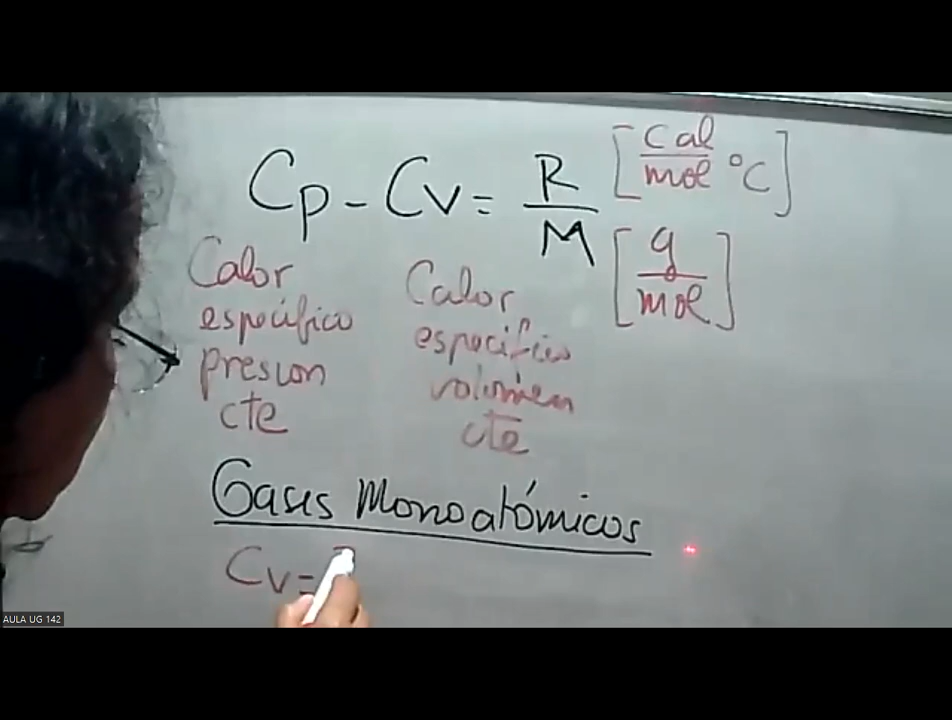 Cp - Cv = R/M [cal/mol °C] [g/mol]
Calor
específico
presion
cte
Calor
específico
volumen
cte
Gases Monoatómicos
Cv=
AULA UG 142